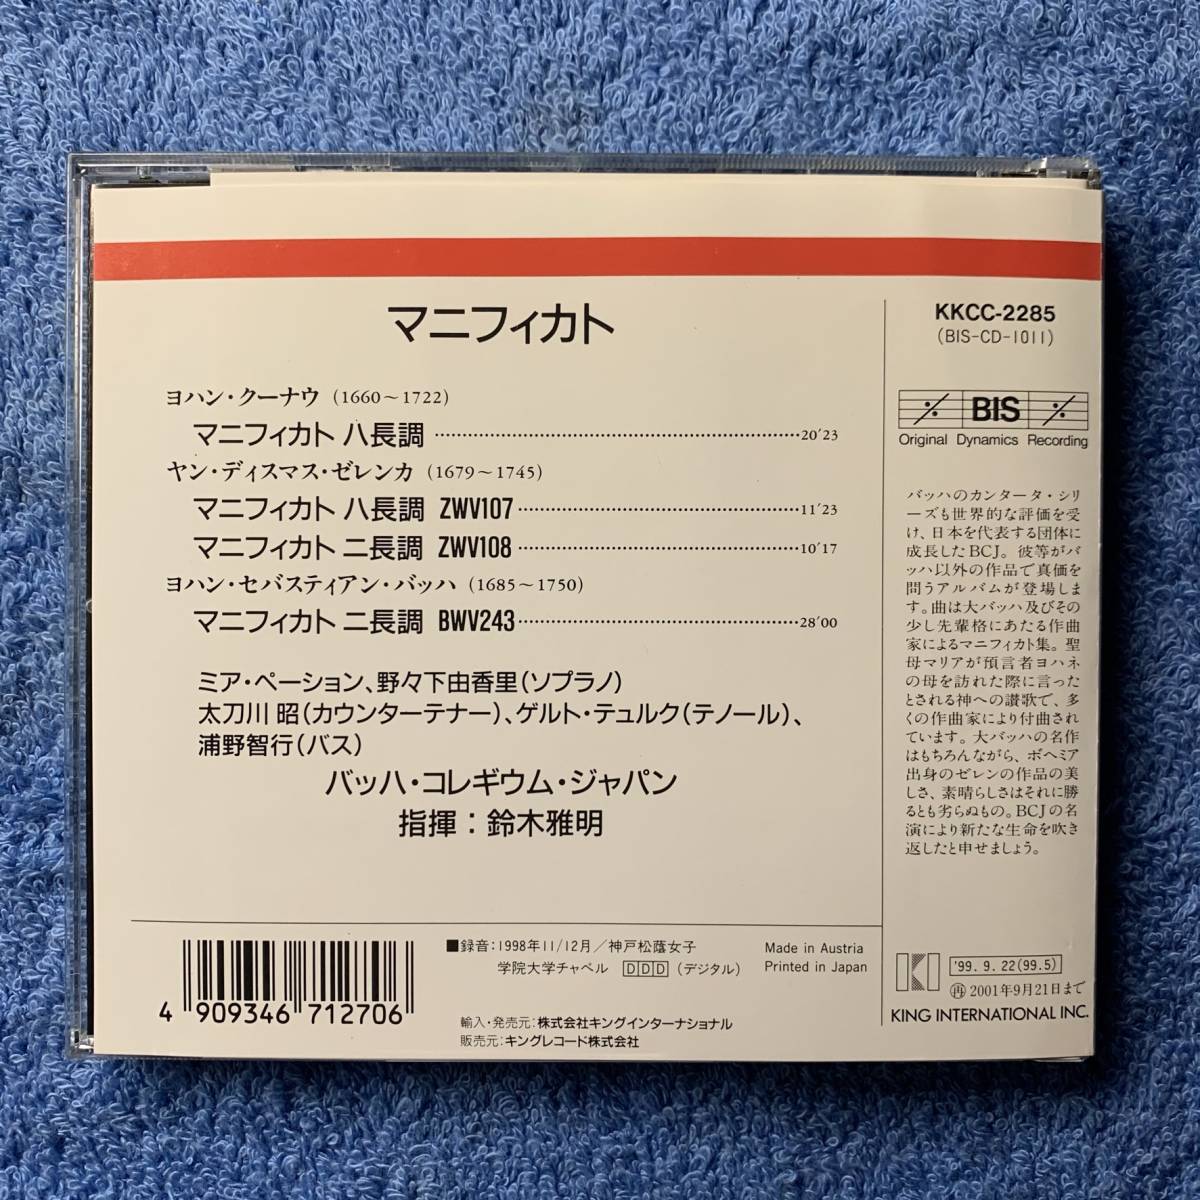 マニフィカト
ヨハン・クーナウ (1660～1722)
マニフィカト ハ長調 20'23
ヤン・ディスマス・ゼレンカ (1679～1745)
マニフィカト ハ長調 ZWV107 11'23
マニフィカト ニ長調 ZWV108 10'17
ヨハン・セバスティアン・バッハ (1685～1750)
マニフィカト ニ長調 BWV243 28'00
ミア・ペーション、野々下由香里(ソプラノ)
太刀川 昭(カウンターテナー)、ゲルト・テュルク(テノール)、
浦野智行(バス)
バッハ・コレギウム・ジャパン
指揮：鈴木雅明
4 909346 712706
■録音：1998年11/12月／神戸松蔭女子
学院大学チャペル DDD (デジタル)
輸入・発売元：株式会社キングインターナショナル
販売元：キングレコード株式会社
Made in Austria
Printed in Japan
KKCC-2285
(BIS-CD-1011)
BIS
Original Dynamics Recording
バッハのカンタータ・シリ
ーズも世界的な評価を受
け、日本を代表する団体に
成長したBCJ。彼等がバ
ッハ以外の作品で真価を
問うアルバムが登場しま
す。曲は大バッハ及びその
少し先輩格にあたる作曲
家によるマニフィカト集。聖
母マリアが預言者ヨハネ
の母を訪れた際に言った
とされる神への讃歌で、多
くの作曲家により付曲され
ています。大バッハの名作
はもちろんながら、ボヘミア
出身のゼレンの作品の美
しさ、素晴らしさはそれに勝
るとも劣らぬもの。BCJの名
演により新たな生命を吹き
返したと申せましょう。
'99. 9. 22(99.5)
㊢2001年9月21日まで
KING INTERNATIONAL INC.